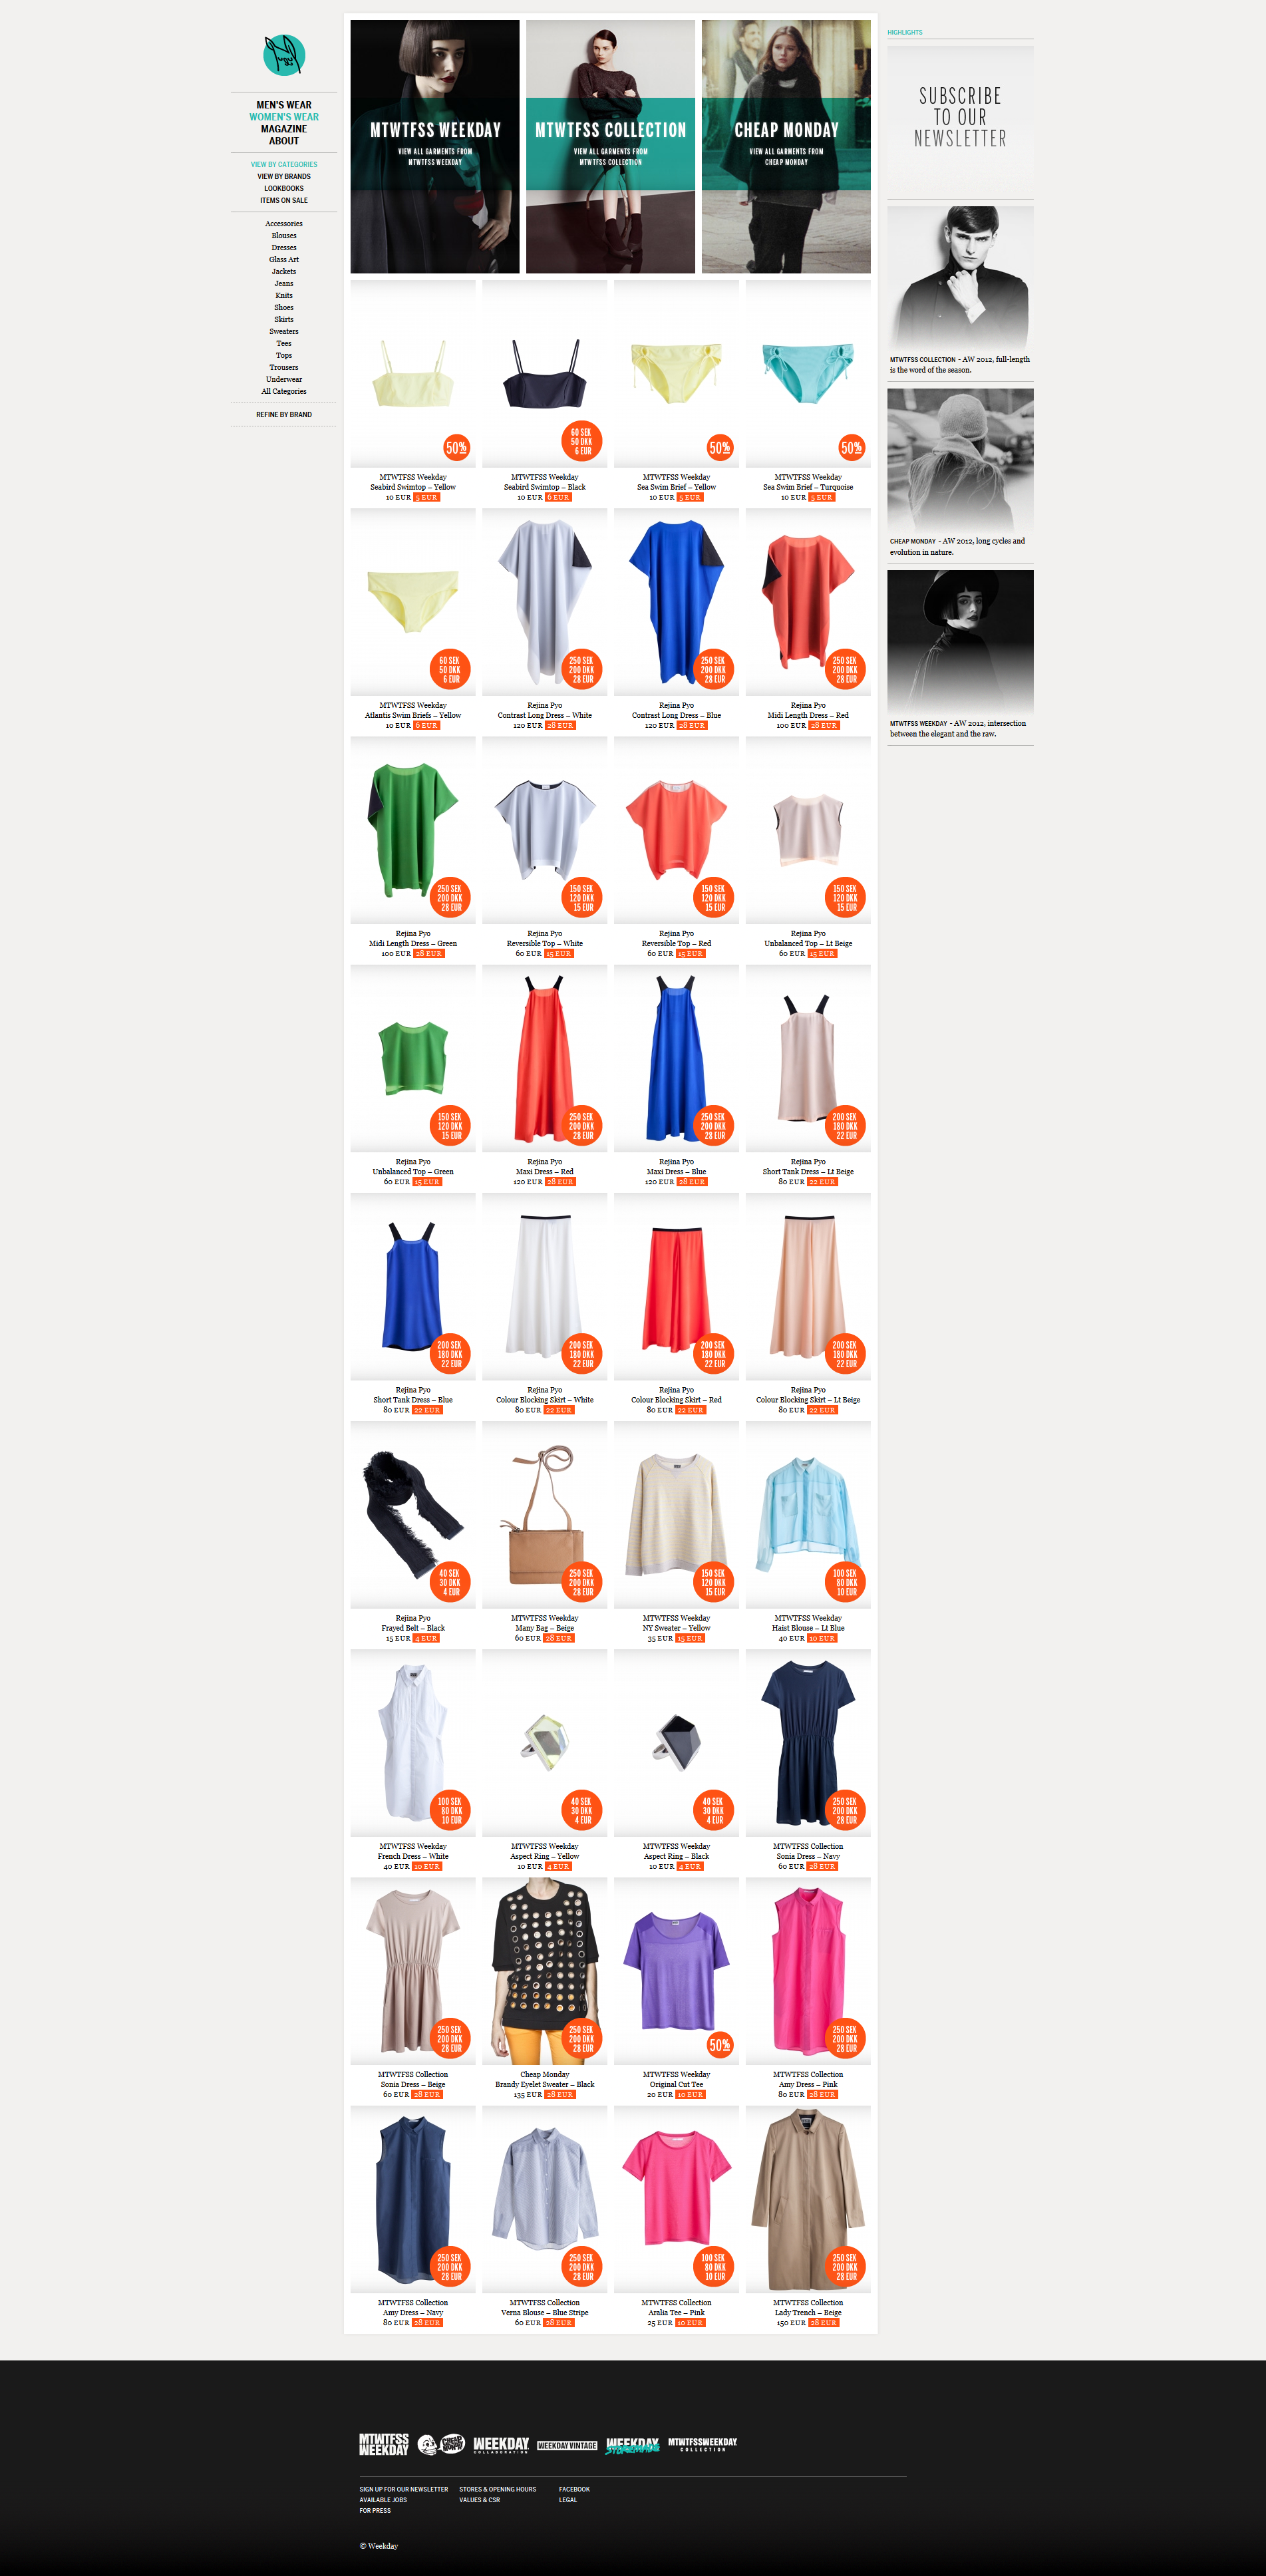 MEN'S WEAR
WOMEN'S WEAR
MAGAZINE
ABOUT
VIEW BY CATEGORIES
VIEW BY BRANDS
LOOKBOOKS
ITEMS ON SALE
Accessories
Blouses
Dresses
Glass Art
Jackets
Jeans
Knits
Shoes
Skirts
Sweaters
Tees
Tops
Trousers
Underwear
All Categories
REFINE BY BRAND
MTWTFSS WEEKDAY
VIEW ALL GARMENTS FROM
MTWTFSS WEEKDAY
MTWTFSS COLLECTION
VIEW ALL GARMENTS FROM
MTWTFSS COLLECTION
CHEAP MONDAY
VIEW ALL GARMENTS FROM
CHEAP MONDAY
50%
MTWTFSS Weekday
Seabird Swimtop – Yellow
10 EUR 5 EUR
60 SEK
50 DKK
6 EUR
MTWTFSS Weekday
Seabird Swimtop – Black
10 EUR 6 EUR
50%
MTWTFSS Weekday
Sea Swim Brief – Yellow
10 EUR 5 EUR
50%
MTWTFSS Weekday
Sea Swim Brief – Turquoise
10 EUR 5 EUR
60 SEK
50 DKK
6 EUR
MTWTFSS Weekday
Atlantis Swim Briefs – Yellow
10 EUR 6 EUR
250 SEK
200 DKK
28 EUR
Rejina Pyo
Contrast Long Dress – White
120 EUR 28 EUR
250 SEK
200 DKK
28 EUR
Rejina Pyo
Contrast Long Dress – Blue
120 EUR 28 EUR
250 SEK
200 DKK
28 EUR
Rejina Pyo
Midi Length Dress – Red
100 EUR 28 EUR
250 SEK
200 DKK
28 EUR
Rejina Pyo
Midi Length Dress – Green
100 EUR 28 EUR
150 SEK
120 DKK
15 EUR
Rejina Pyo
Reversible Top – White
60 EUR 15 EUR
150 SEK
120 DKK
15 EUR
Rejina Pyo
Reversible Top – Red
60 EUR 15 EUR
150 SEK
120 DKK
15 EUR
Rejina Pyo
Unbalanced Top – Lt Beige
60 EUR 15 EUR
150 SEK
120 DKK
15 EUR
Rejina Pyo
Unbalanced Top – Green
60 EUR 15 EUR
250 SEK
200 DKK
28 EUR
Rejina Pyo
Maxi Dress – Red
120 EUR 28 EUR
250 SEK
200 DKK
28 EUR
Rejina Pyo
Maxi Dress – Blue
120 EUR 28 EUR
200 SEK
180 DKK
22 EUR
Rejina Pyo
Short Tank Dress – Lt Beige
80 EUR 22 EUR
200 SEK
180 DKK
22 EUR
Rejina Pyo
Short Tank Dress – Blue
80 EUR 22 EUR
200 SEK
180 DKK
22 EUR
Rejina Pyo
Colour Blocking Skirt – White
80 EUR 22 EUR
200 SEK
180 DKK
22 EUR
Rejina Pyo
Colour Blocking Skirt – Red
80 EUR 22 EUR
200 SEK
180 DKK
22 EUR
Rejina Pyo
Colour Blocking Skirt – Lt Beige
80 EUR 22 EUR
40 SEK
30 DKK
4 EUR
Rejina Pyo
Frayed Belt – Black
15 EUR 4 EUR
250 SEK
200 DKK
28 EUR
MTWTFSS Weekday
Many Bag – Beige
60 EUR 28 EUR
150 SEK
120 DKK
15 EUR
MTWTFSS Weekday
NY Sweater – Yellow
35 EUR 15 EUR
100 SEK
80 DKK
10 EUR
MTWTFSS Weekday
Haist Blouse – Lt Blue
40 EUR 10 EUR
100 SEK
80 DKK
10 EUR
MTWTFSS Weekday
French Dress – White
40 EUR 10 EUR
40 SEK
30 DKK
4 EUR
MTWTFSS Weekday
Aspect Ring – Yellow
10 EUR 4 EUR
40 SEK
30 DKK
4 EUR
MTWTFSS Weekday
Aspect Ring – Black
10 EUR 4 EUR
250 SEK
200 DKK
28 EUR
MTWTFSS Collection
Sonia Dress – Navy
60 EUR 28 EUR
250 SEK
200 DKK
28 EUR
MTWTFSS Collection
Sonia Dress – Beige
60 EUR 28 EUR
250 SEK
200 DKK
28 EUR
Cheap Monday
Brandy Eyelet Sweater – Black
135 EUR 28 EUR
50%
MTWTFSS Weekday
Original Cut Tee
20 EUR 10 EUR
250 SEK
200 DKK
28 EUR
MTWTFSS Collection
Amy Dress – Pink
80 EUR 28 EUR
250 SEK
200 DKK
28 EUR
MTWTFSS Collection
Amy Dress – Navy
80 EUR 28 EUR
250 SEK
200 DKK
28 EUR
MTWTFSS Collection
Verna Blouse – Blue Stripe
60 EUR 28 EUR
100 SEK
80 DKK
10 EUR
MTWTFSS Collection
Aralia Tee – Pink
25 EUR 10 EUR
250 SEK
200 DKK
28 EUR
MTWTFSS Collection
Lady Trench – Beige
150 EUR 28 EUR
HIGHLIGHTS
SUBSCRIBE
TO OUR
NEWSLETTER
MTWTFSS COLLECTION - AW 2012, full-length
is the word of the season.
CHEAP MONDAY - AW 2012, long cycles and
evolution in nature.
MTWTFSS WEEKDAY - AW 2012, intersection
between the elegant and the raw.
MTWTFSS
WEEKDAY
CHEAP
MONDAY
WEEKDAY
COLLABORATION
WEEKDAY VINTAGE
WEEKDAY
MTWTFSSWEEKDAY
COLLECTION
SIGN UP FOR OUR NEWSLETTER
AVAILABLE JOBS
FOR PRESS
STORES & OPENING HOURS
VALUES & CSR
FACEBOOK
LEGAL
© Weekday